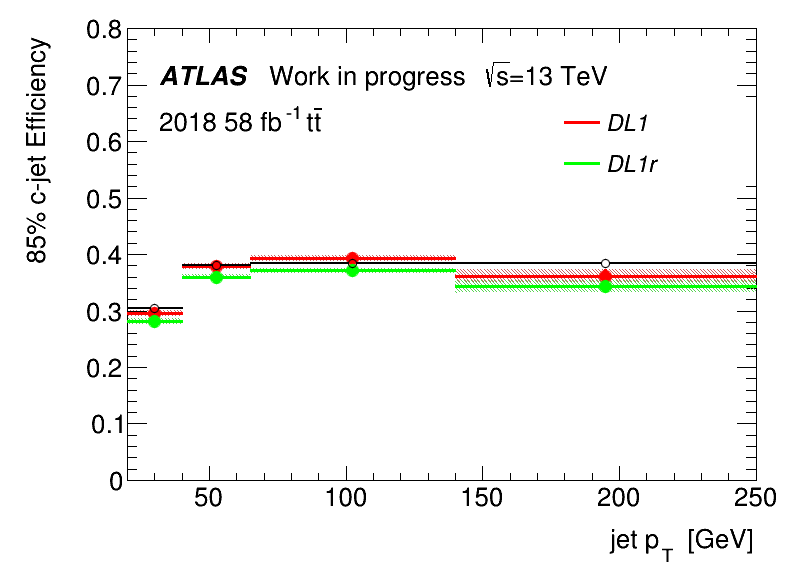 0.8
85% c-jet Efficiency
ATLAS Work in progress √s=13 TeV
0.7
2018 58 fb-1 tt̄
DL1
0.6
DL1r
0.5
0.4
0.3
0.2
0.1
0
50 100 150 200 250
jet pT [GeV]